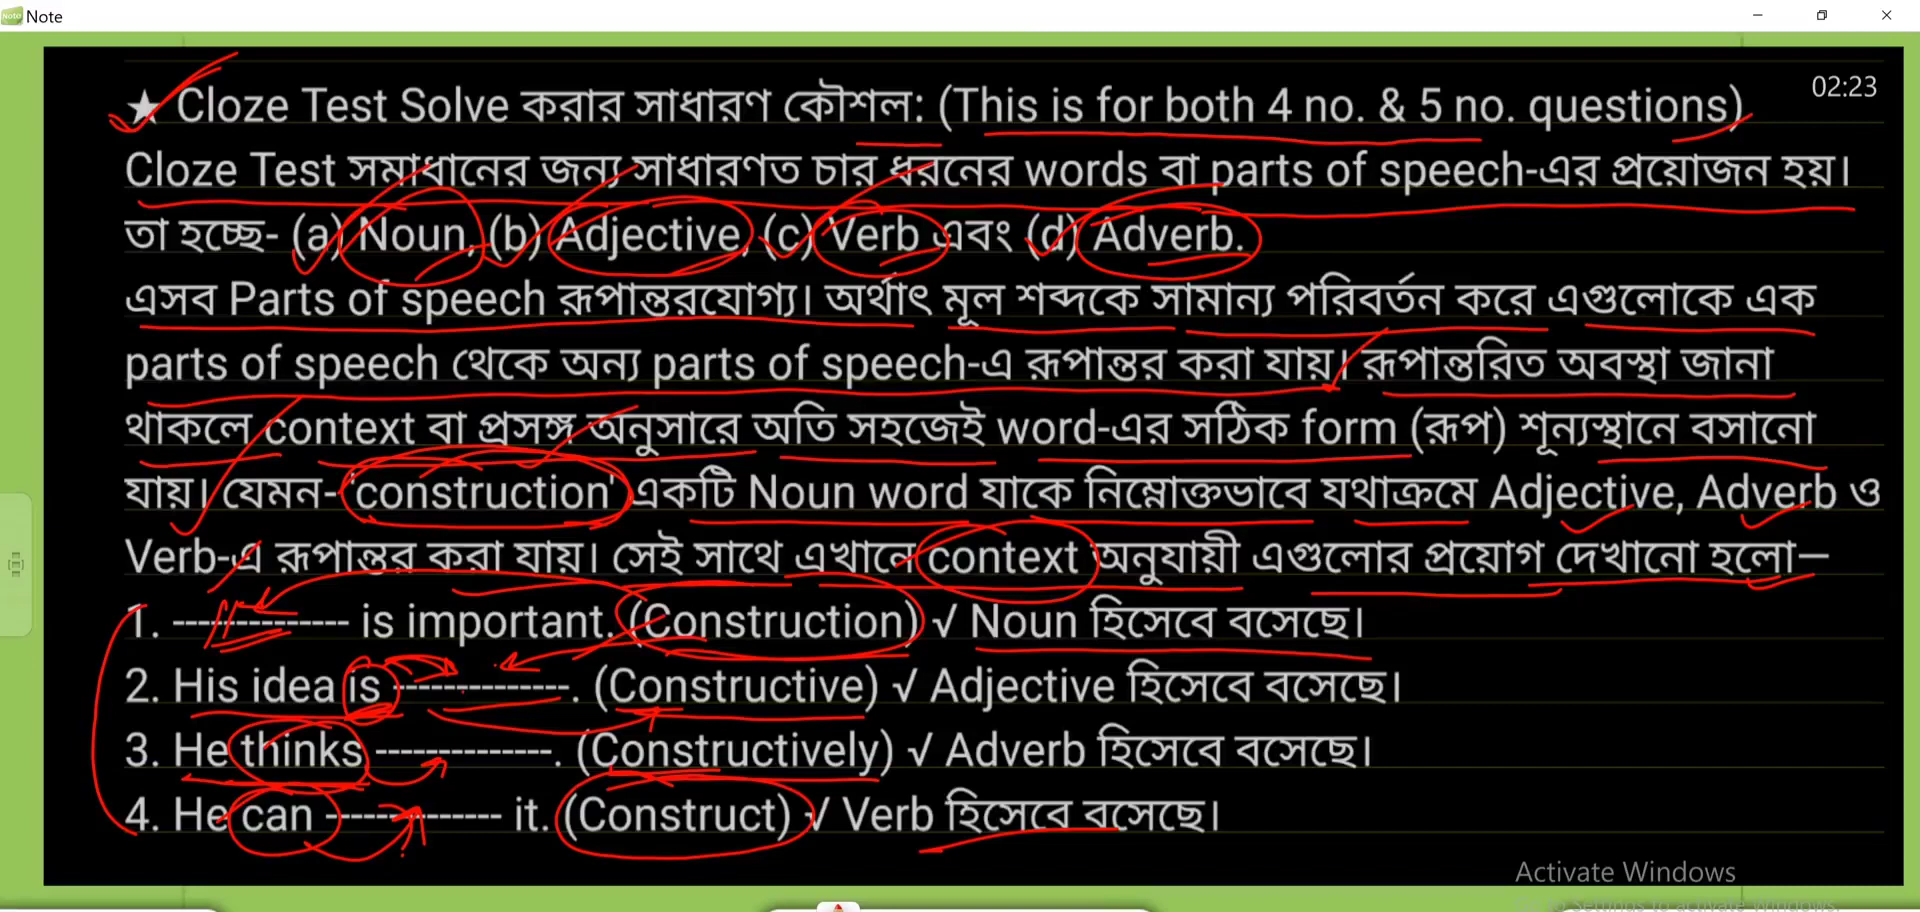 Note
02:23
★ Cloze Test Solve করার সাধারণ কৌশল: (This is for both 4 no. & 5 no. questions)
Cloze Test সমাধানের জন্য সাধারণত চার ধরনের words বা parts of speech-এর প্রয়োজন হয়।
তা হচ্ছে- (a) Noun, (b) Adjective, (c) Verb এবং (d) Adverb.
এসব Parts of speech রূপান্তরযোগ্য। অর্থাৎ মূল শব্দকে সামান্য পরিবর্তন করে এগুলোকে এক
parts of speech থেকে অন্য parts of speech-এ রূপান্তর করা যায়। রূপান্তরিত অবস্থা জানা
থাকলে context বা প্রসঙ্গ অনুসারে অতি সহজেই word-এর সঠিক form (রূপ) শূন্যস্থানে বসানো
যায়। যেমন- 'construction' একটি Noun word যাকে নিম্নোক্তভাবে যথাক্রমে Adjective, Adverb ও
Verb-এ রূপান্তর করা যায়। সেই সাথে এখানে context অনুযায়ী এগুলোর প্রয়োগ দেখানো হলো—
1. -------------- is important. (Construction) √ Noun হিসেবে বসেছে।
2. His idea is --------------. (Constructive) √ Adjective হিসেবে বসেছে।
3. He thinks --------------. (Constructively) √ Adverb হিসেবে বসেছে।
4. He can -------------- it. (Construct) √ Verb হিসেবে বসেছে।
Activate Windows
Settings to activate Windows.